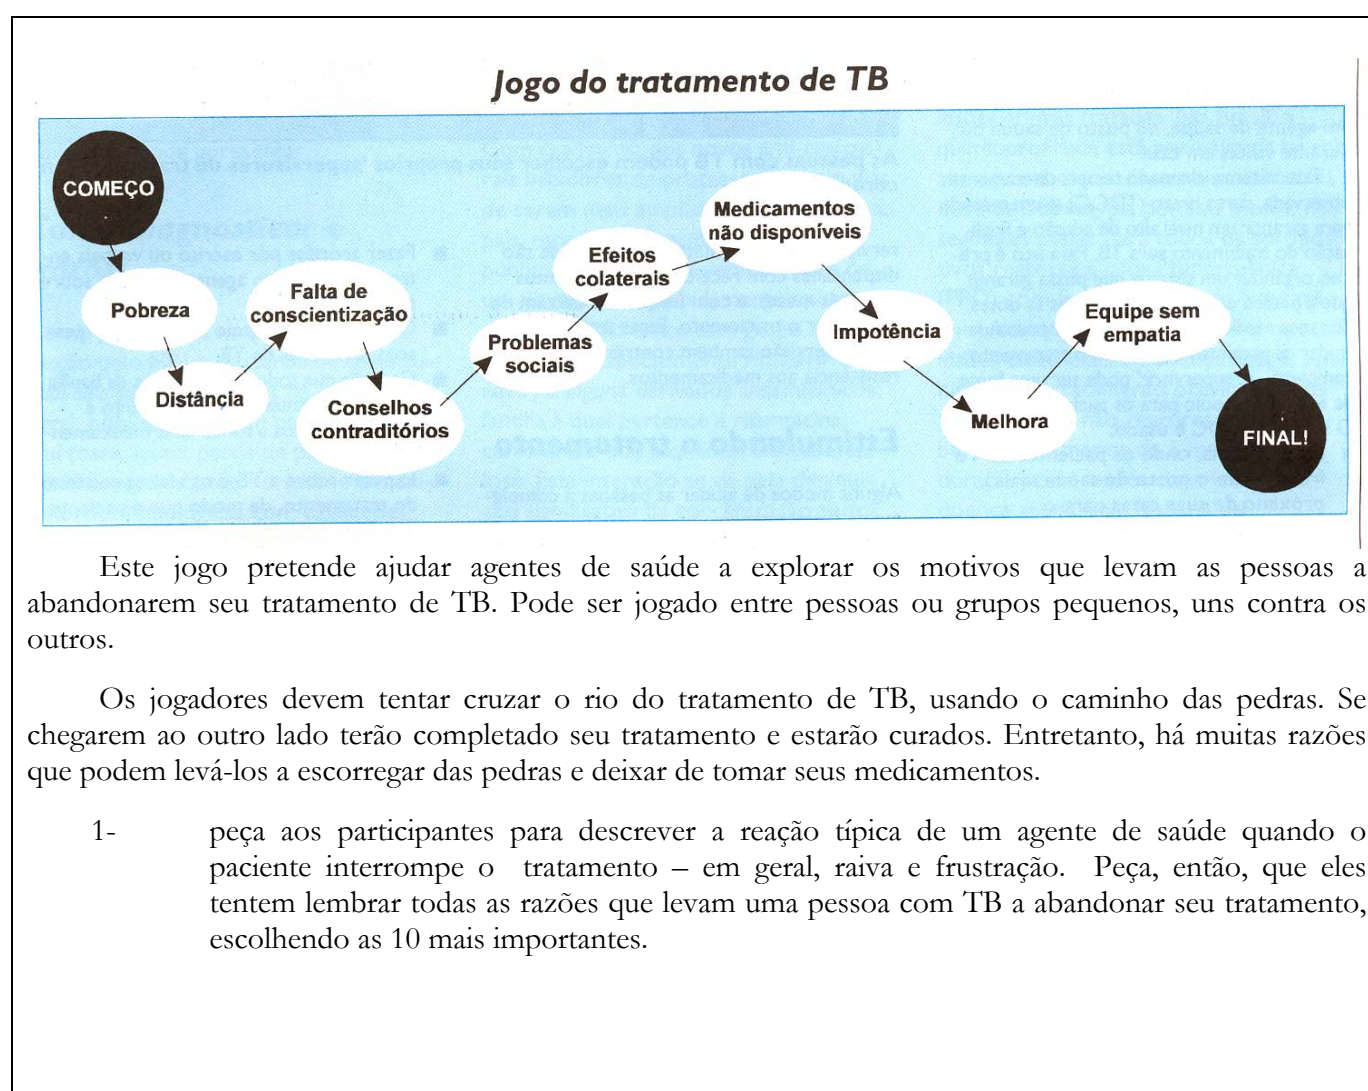 Jogo do tratamento de TB
COMEÇO
Pobreza
Distância
Falta de
conscientização
Conselhos
contraditórios
Problemas
sociais
Efeitos
colaterais
Medicamentos
não disponíveis
Impotência
Melhora
Equipe sem
empatia
FINAL!
Este jogo pretende ajudar agentes de saúde a explorar os motivos que levam as pessoas a
abandonarem seu tratamento de TB. Pode ser jogado entre pessoas ou grupos pequenos, uns contra os
outros.
Os jogadores devem tentar cruzar o rio do tratamento de TB, usando o caminho das pedras. Se
chegarem ao outro lado terão completado seu tratamento e estarão curados. Entretanto, há muitas razões
que podem levá-los a escorregar das pedras e deixar de tomar seus medicamentos.
1- peça aos participantes para descrever a reação típica de um agente de saúde quando o
paciente interrompe o tratamento – em geral, raiva e frustração. Peça, então, que eles
tentem lembrar todas as razões que levam uma pessoa com TB a abandonar seu tratamento,
escolhendo as 10 mais importantes.